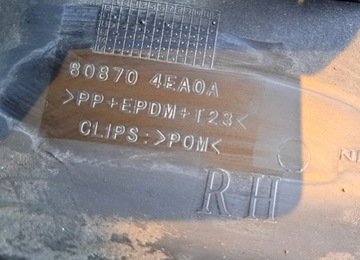 80870 4EA0A
>PP+EPDM+T23<
CLIPS:>POM<
RH